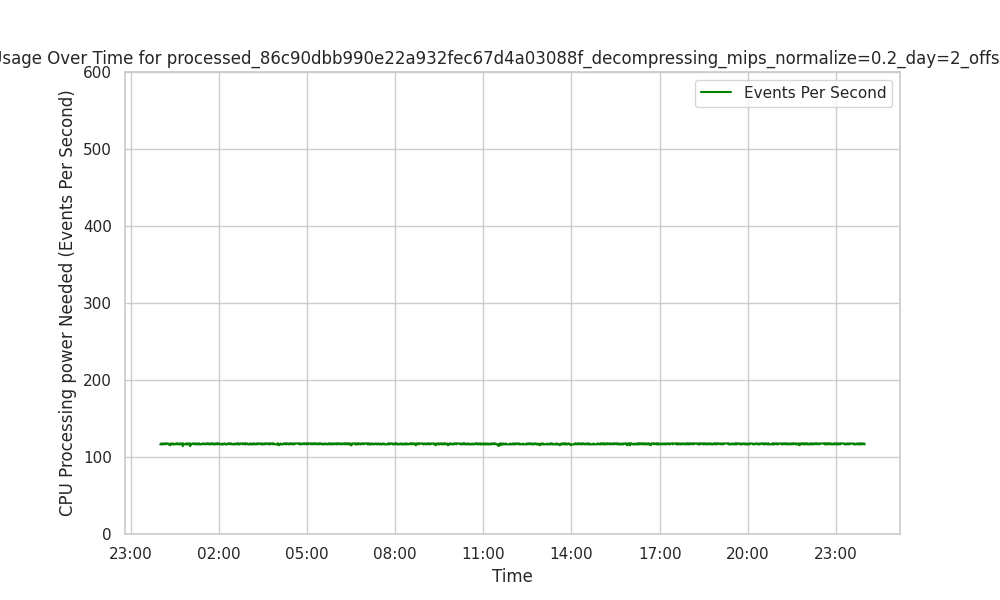 Usage Over Time for processed_86c90dbb990e22a932fec67d4a03088f_decompressing_mips_normalize=0.2_day=2_offs
Events Per Second
CPU Processing power Needed (Events Per Second)
600
500
400
300
200
100
0
23:00 02:00 05:00 08:00 11:00 14:00 17:00 20:00 23:00
Time